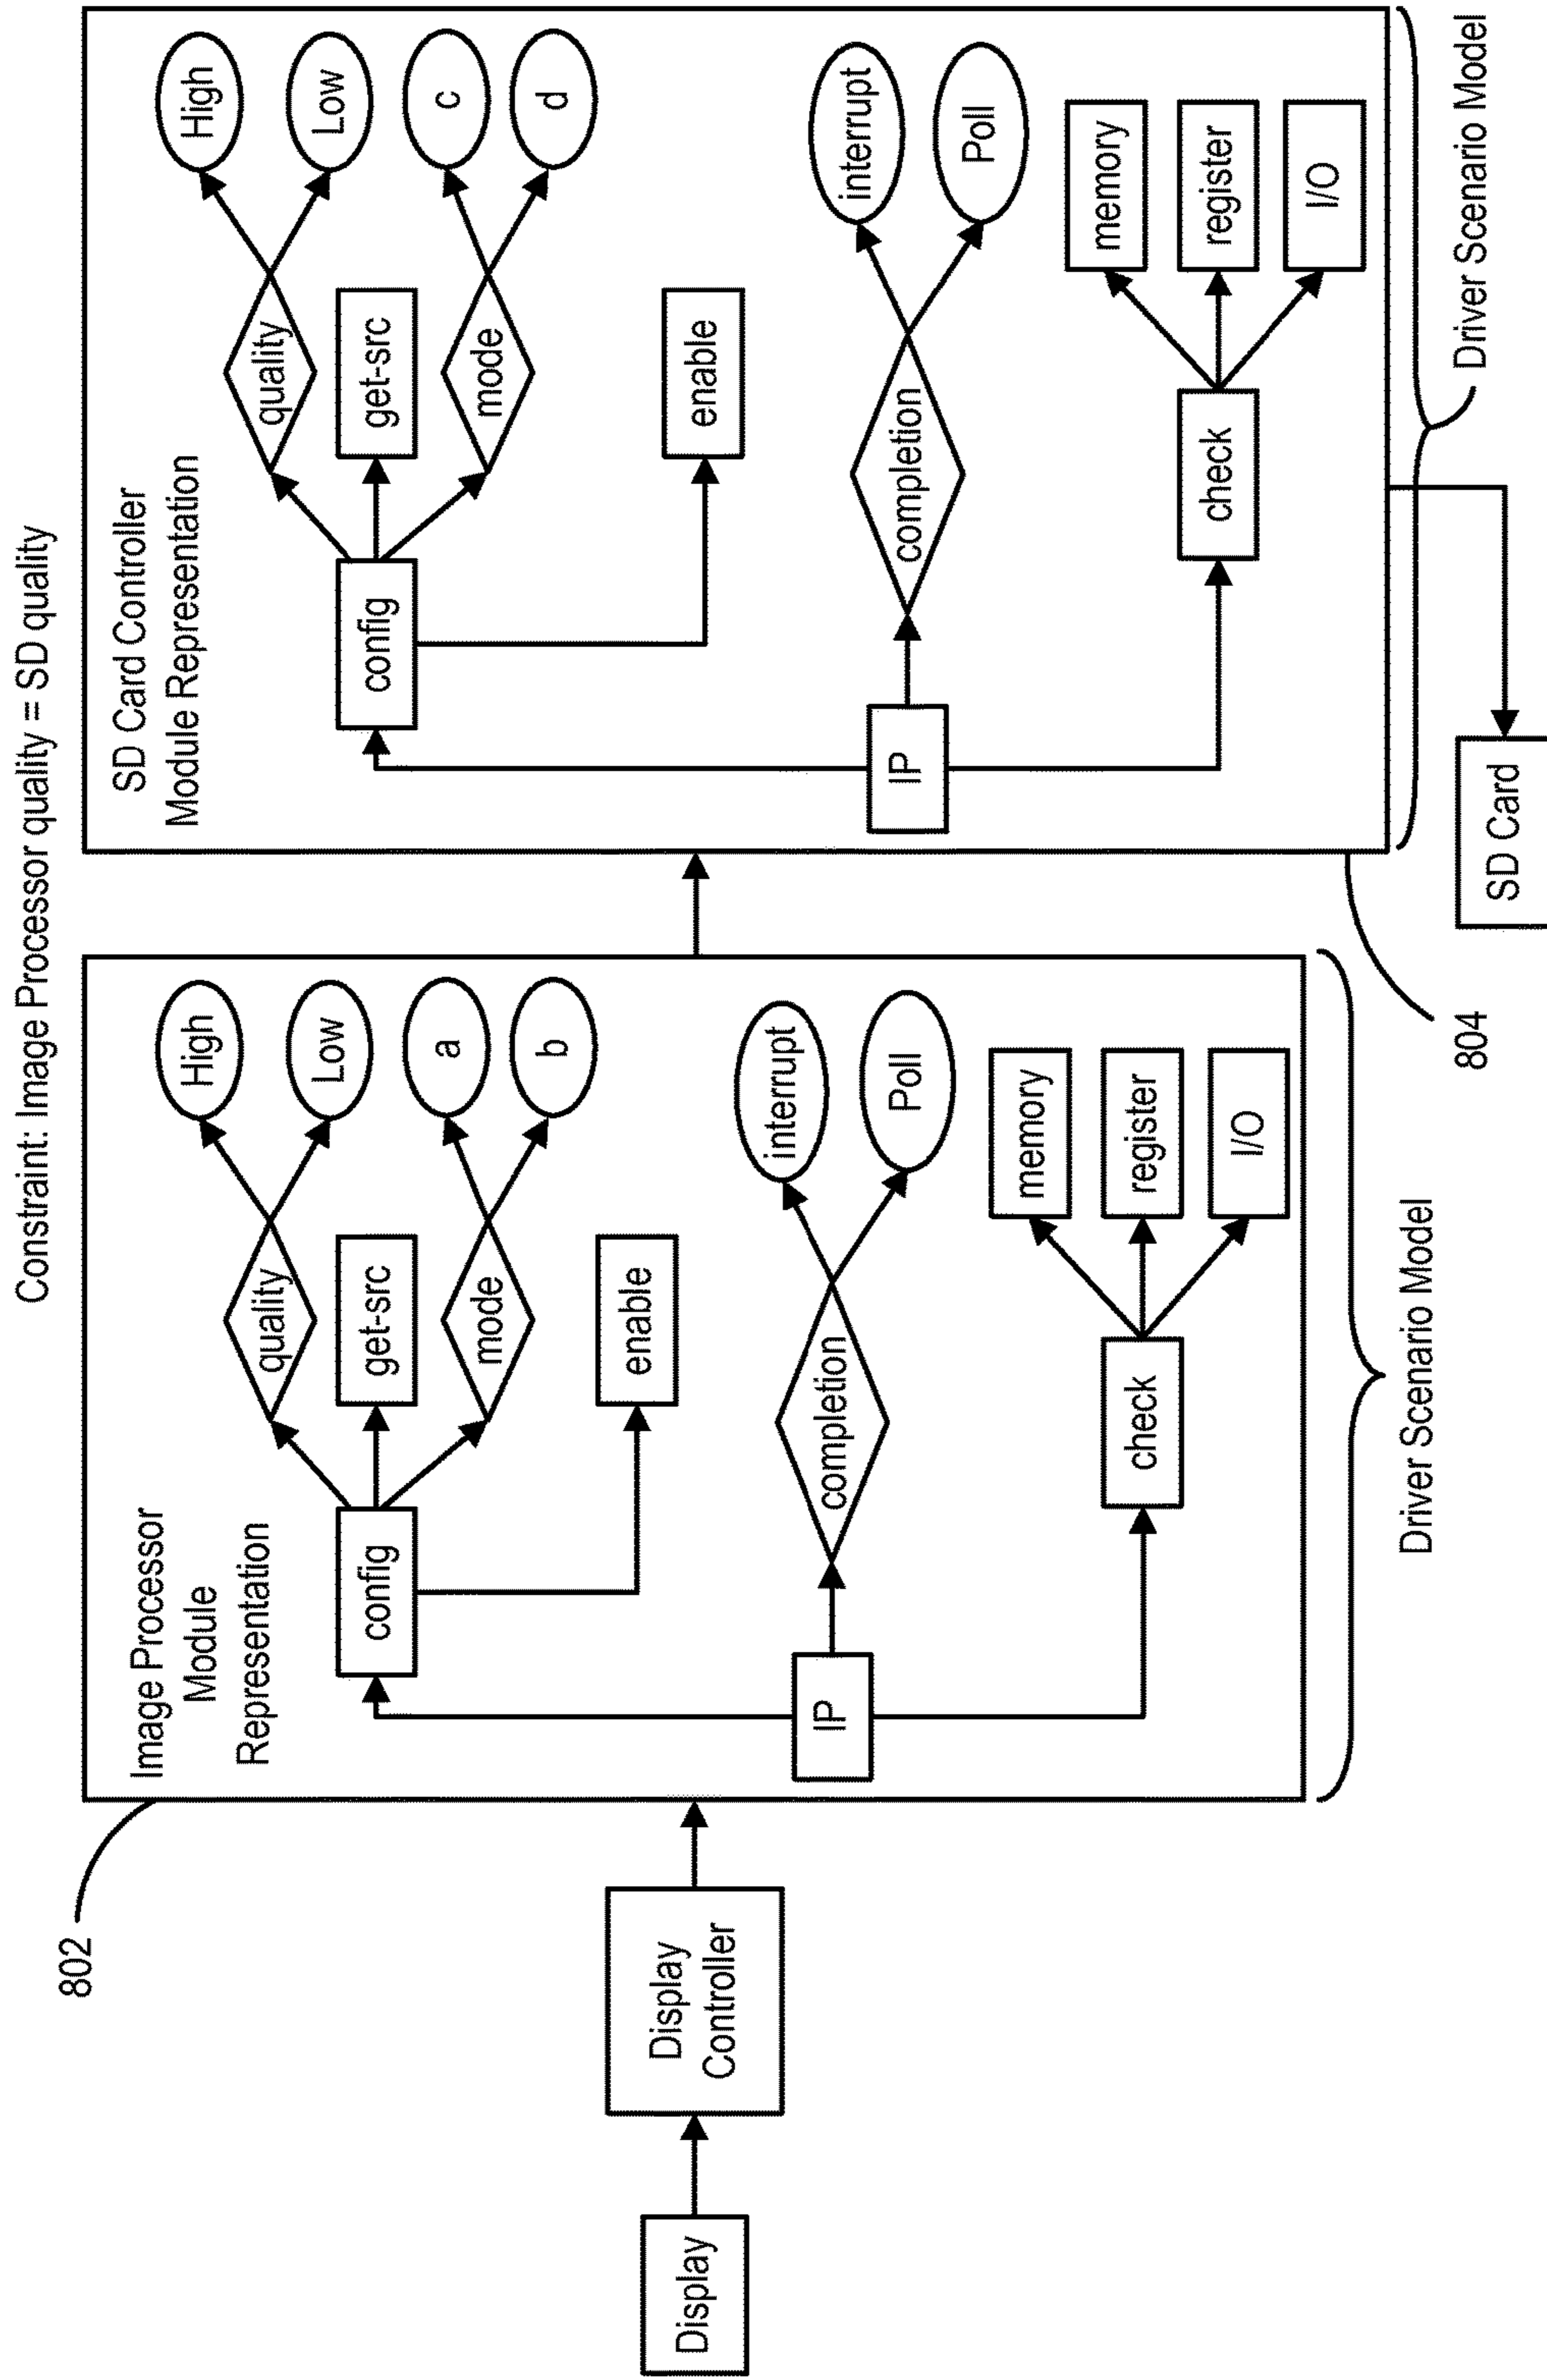 Constraint: Image Processor quality = SD quality
802
Image Processor
Module
Representation
config
quality
High
Low
get-src
mode
a
b
enable
IP
completion
interrupt
Poll
check
memory
register
I/O
Driver Scenario Model
Display
Display
Controller
SD Card Controller
Module Representation
config
quality
High
Low
get-src
mode
c
d
enable
IP
completion
interrupt
Poll
check
memory
register
I/O
804
Driver Scenario Model
SD Card